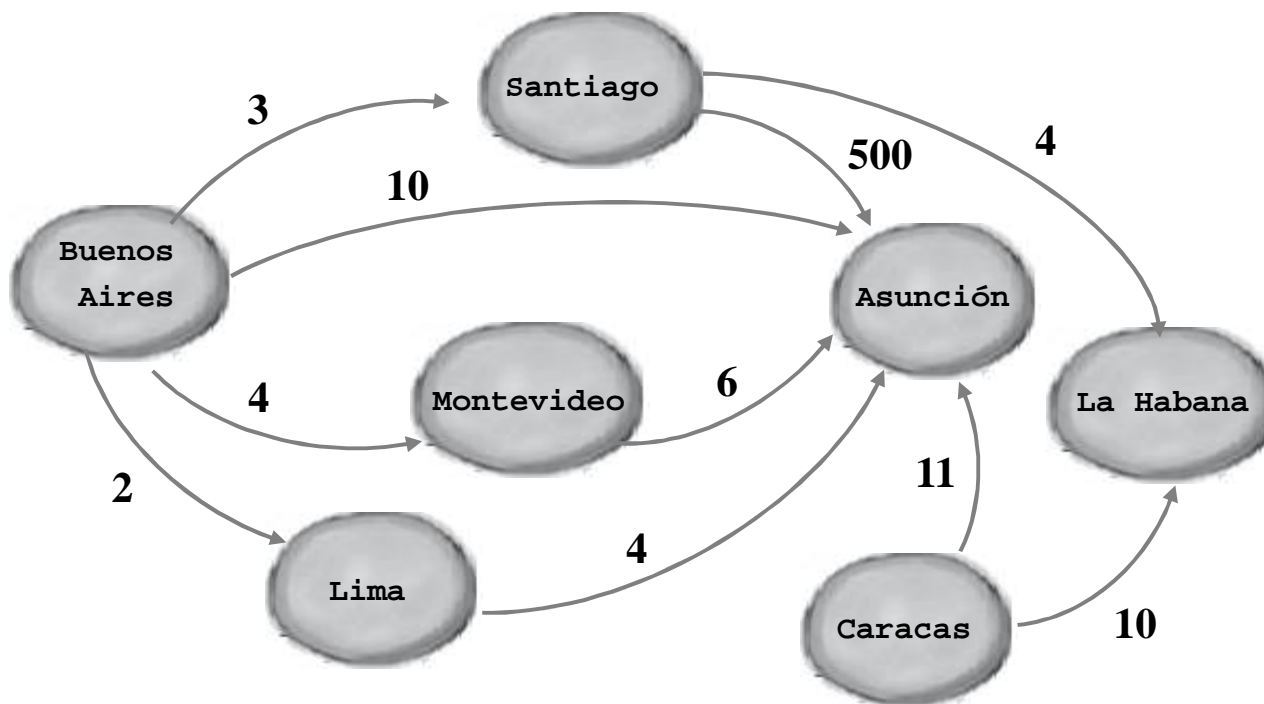 Santiago
3
4
500
10
Buenos
Aires
Asunción
Montevideo
4
6
La Habana
2
11
4
Lima
Caracas
10